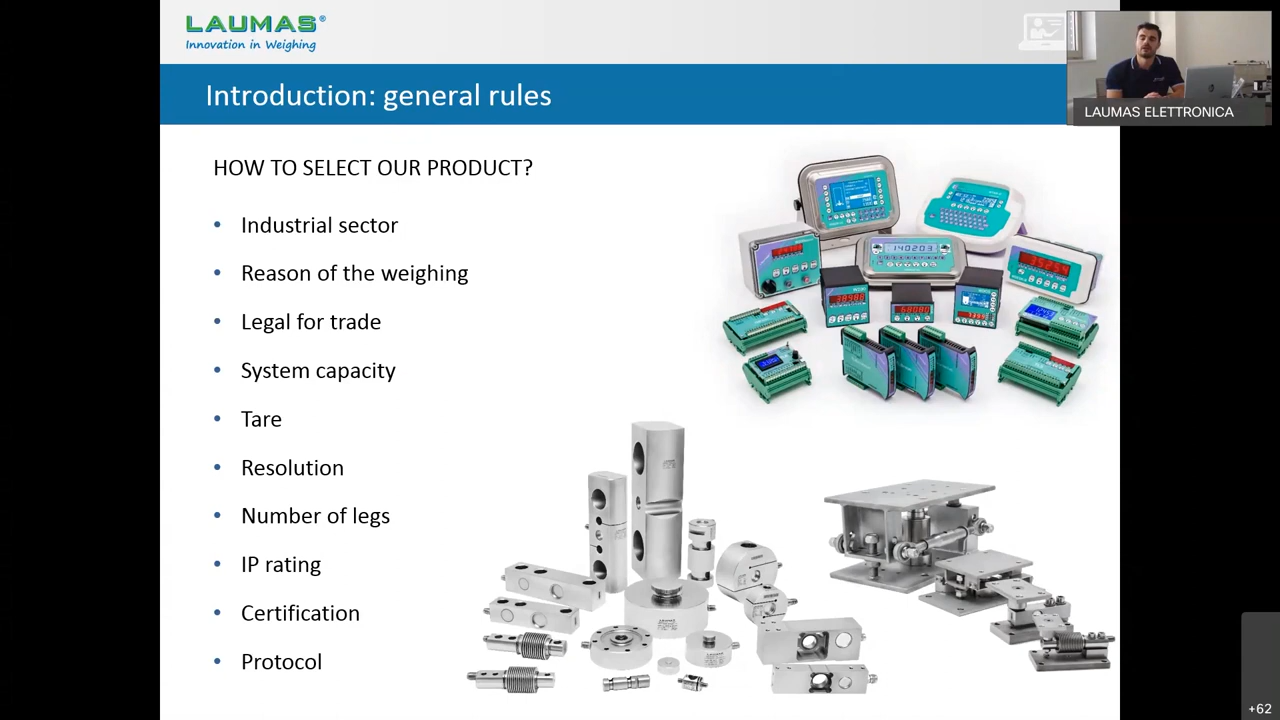 LAUMAS®
Innovation in Weighing
LAUMAS ELETTRONICA
Introduction: general rules
HOW TO SELECT OUR PRODUCT?
• Industrial sector
• Reason of the weighing
• Legal for trade
• System capacity
• Tare
• Resolution
• Number of legs
• IP rating
• Certification
• Protocol
+62